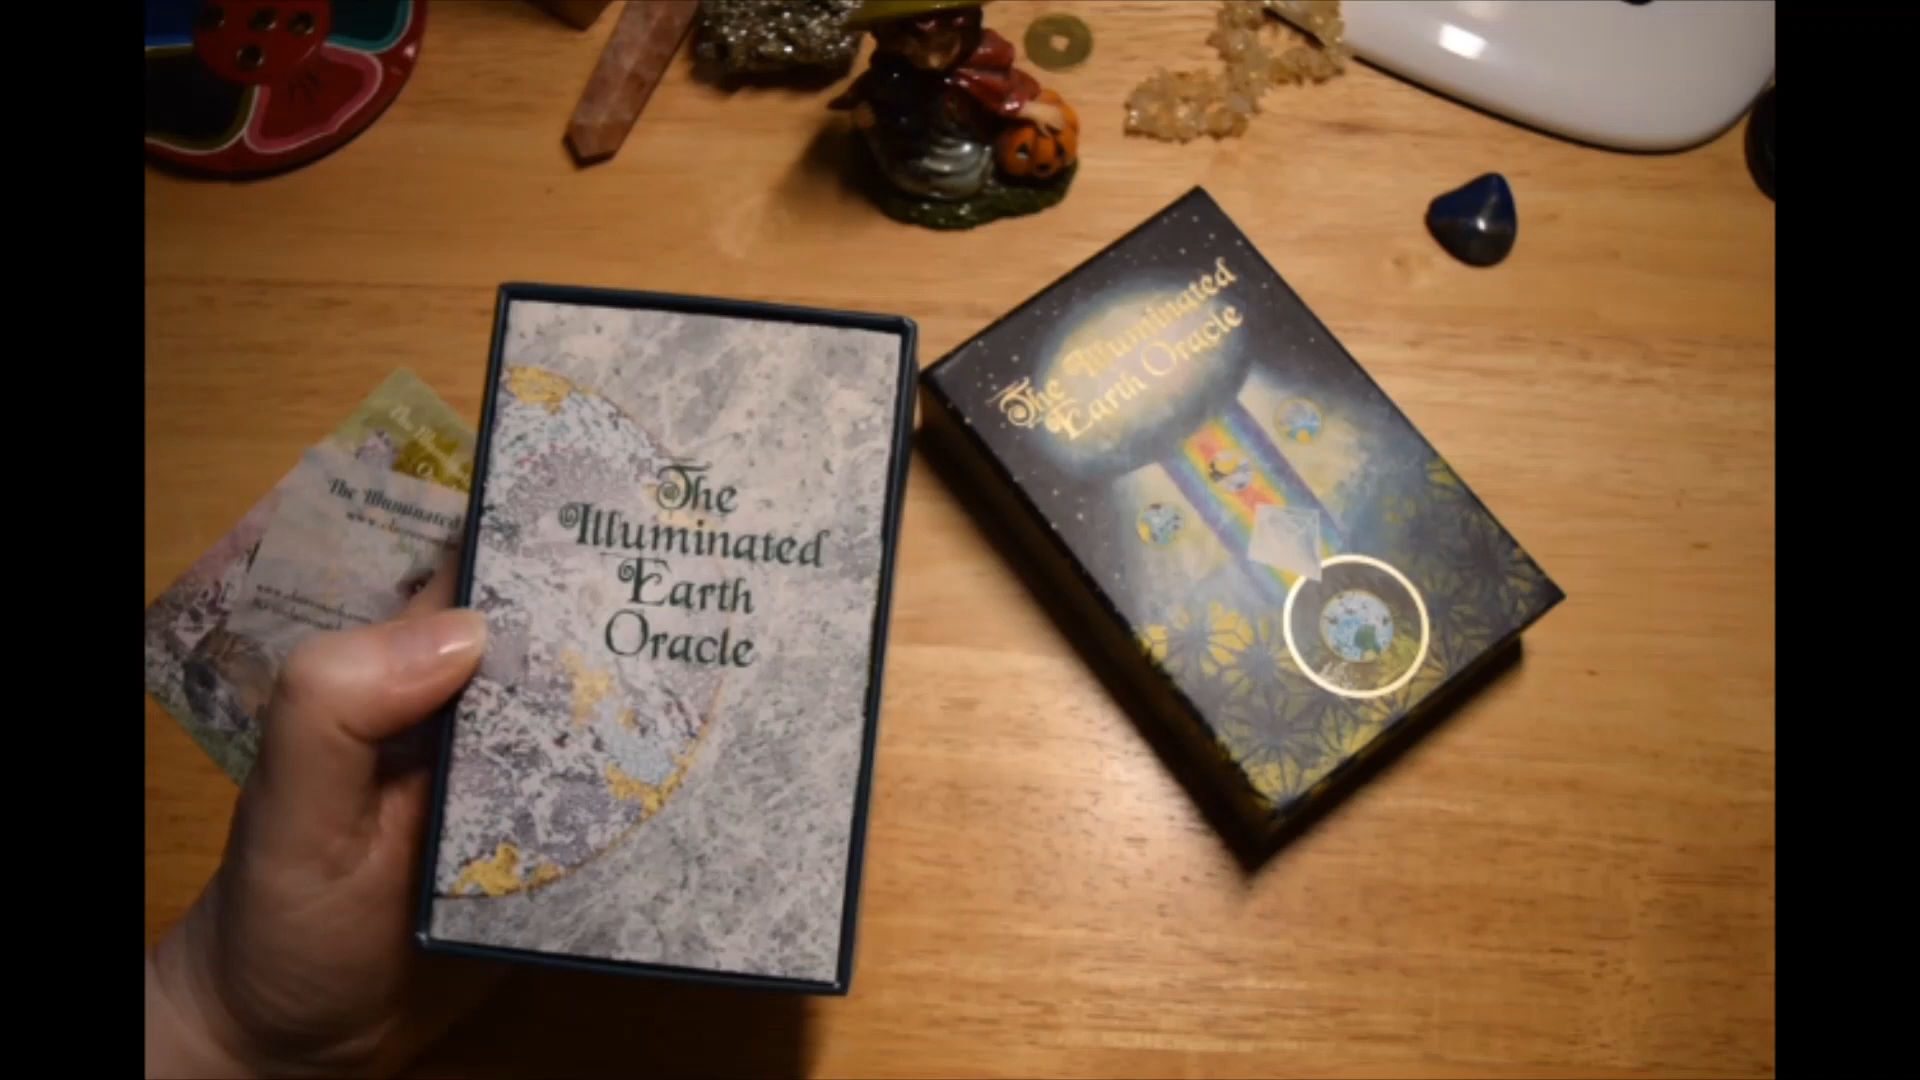 The
Illuminated
Earth
Oracle
The Illuminated
Earth Oracle
The Illuminated